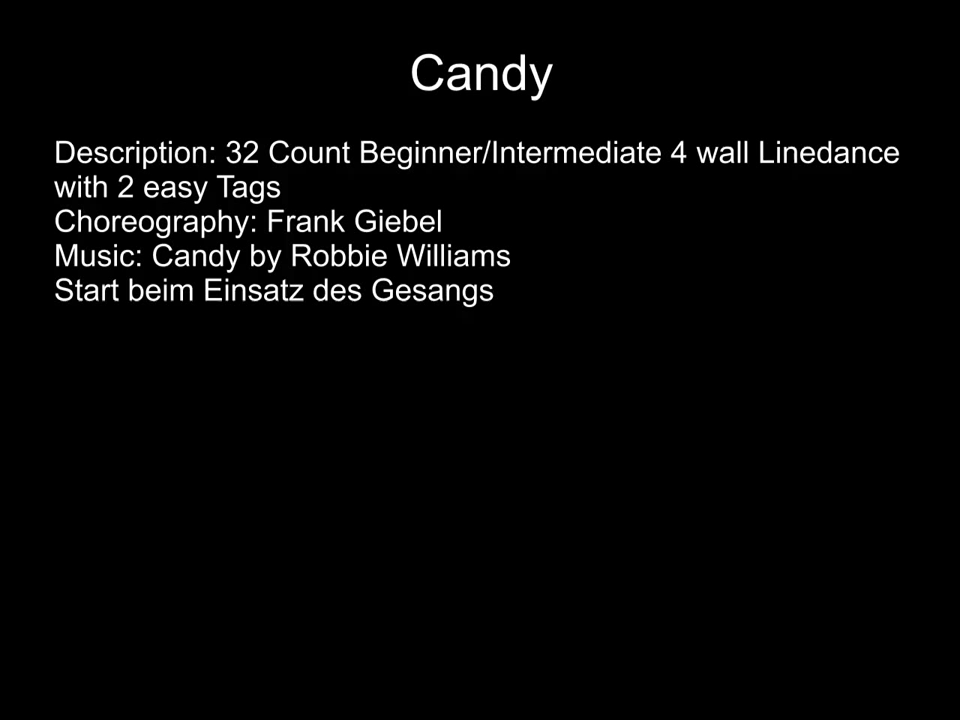 Candy
Description: 32 Count Beginner/Intermediate 4 wall Linedance
with 2 easy Tags
Choreography: Frank Giebel
Music: Candy by Robbie Williams
Start beim Einsatz des Gesangs